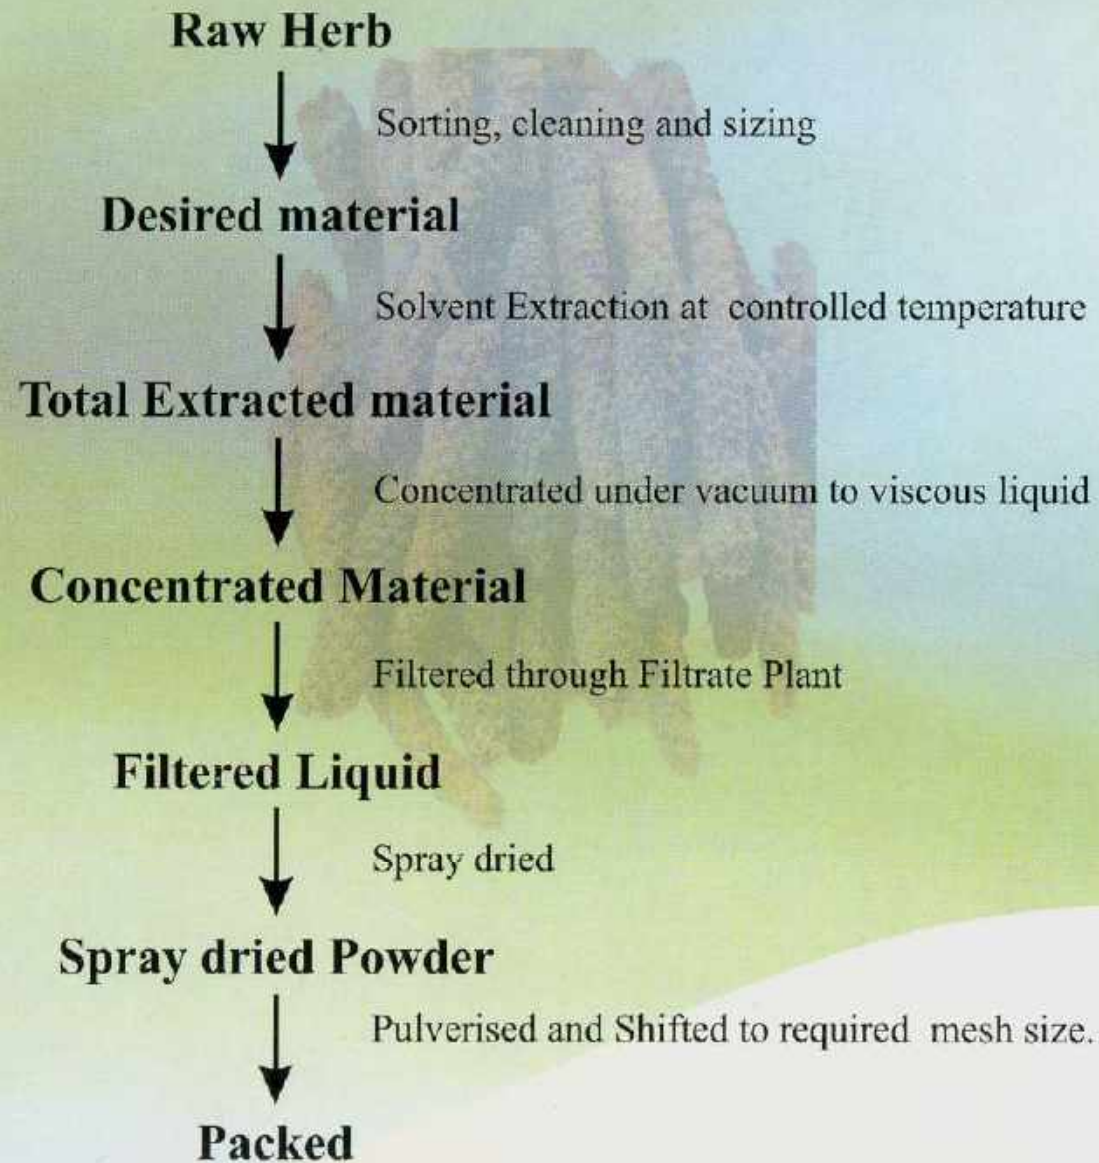 Raw Herb
Sorting, cleaning and sizing
Desired material
Solvent Extraction at controlled temperature
Total Extracted material
Concentrated under vacuum to viscous liquid
Concentrated Material
Filtered through Filtrate Plant
Filtered Liquid
Spray dried
Spray dried Powder
Pulverised and Shifted to required mesh size.
Packed